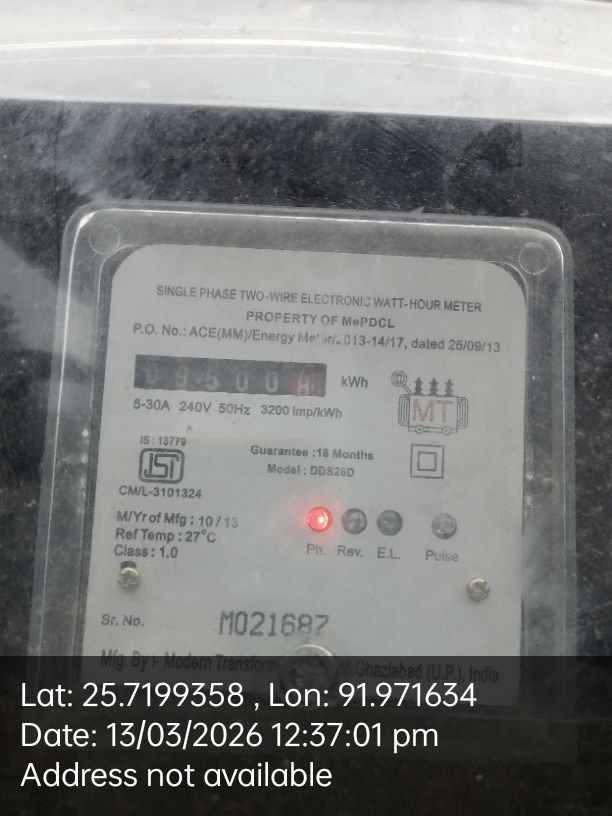 SINGLE PHASE TWO-WIRE ELECTRONIC WATT-HOUR METER
PROPERTY OF MePDCL
P.O. No.: ACE(MM)/Energy 2013-14/17, dated 25/09/13
kWh
5-30A 240V 50Hz 3200 Imp/kWh
MT
IS : 13779
ISI
CM/L-3101324
Guarantee :18 Months
Model : DDS26D
M/Yr of Mfg : 10 / 13
Ref Temp : 27°C
Class : 1.0
Ph. Rev. E.L. Pulse
Sr. No. M021687
Mfg. By :- Modern Ghaziabad (U.P.), India
Lat: 25.7199358 , Lon: 91.971634
Date: 13/03/2026 12:37:01 pm
Address not available